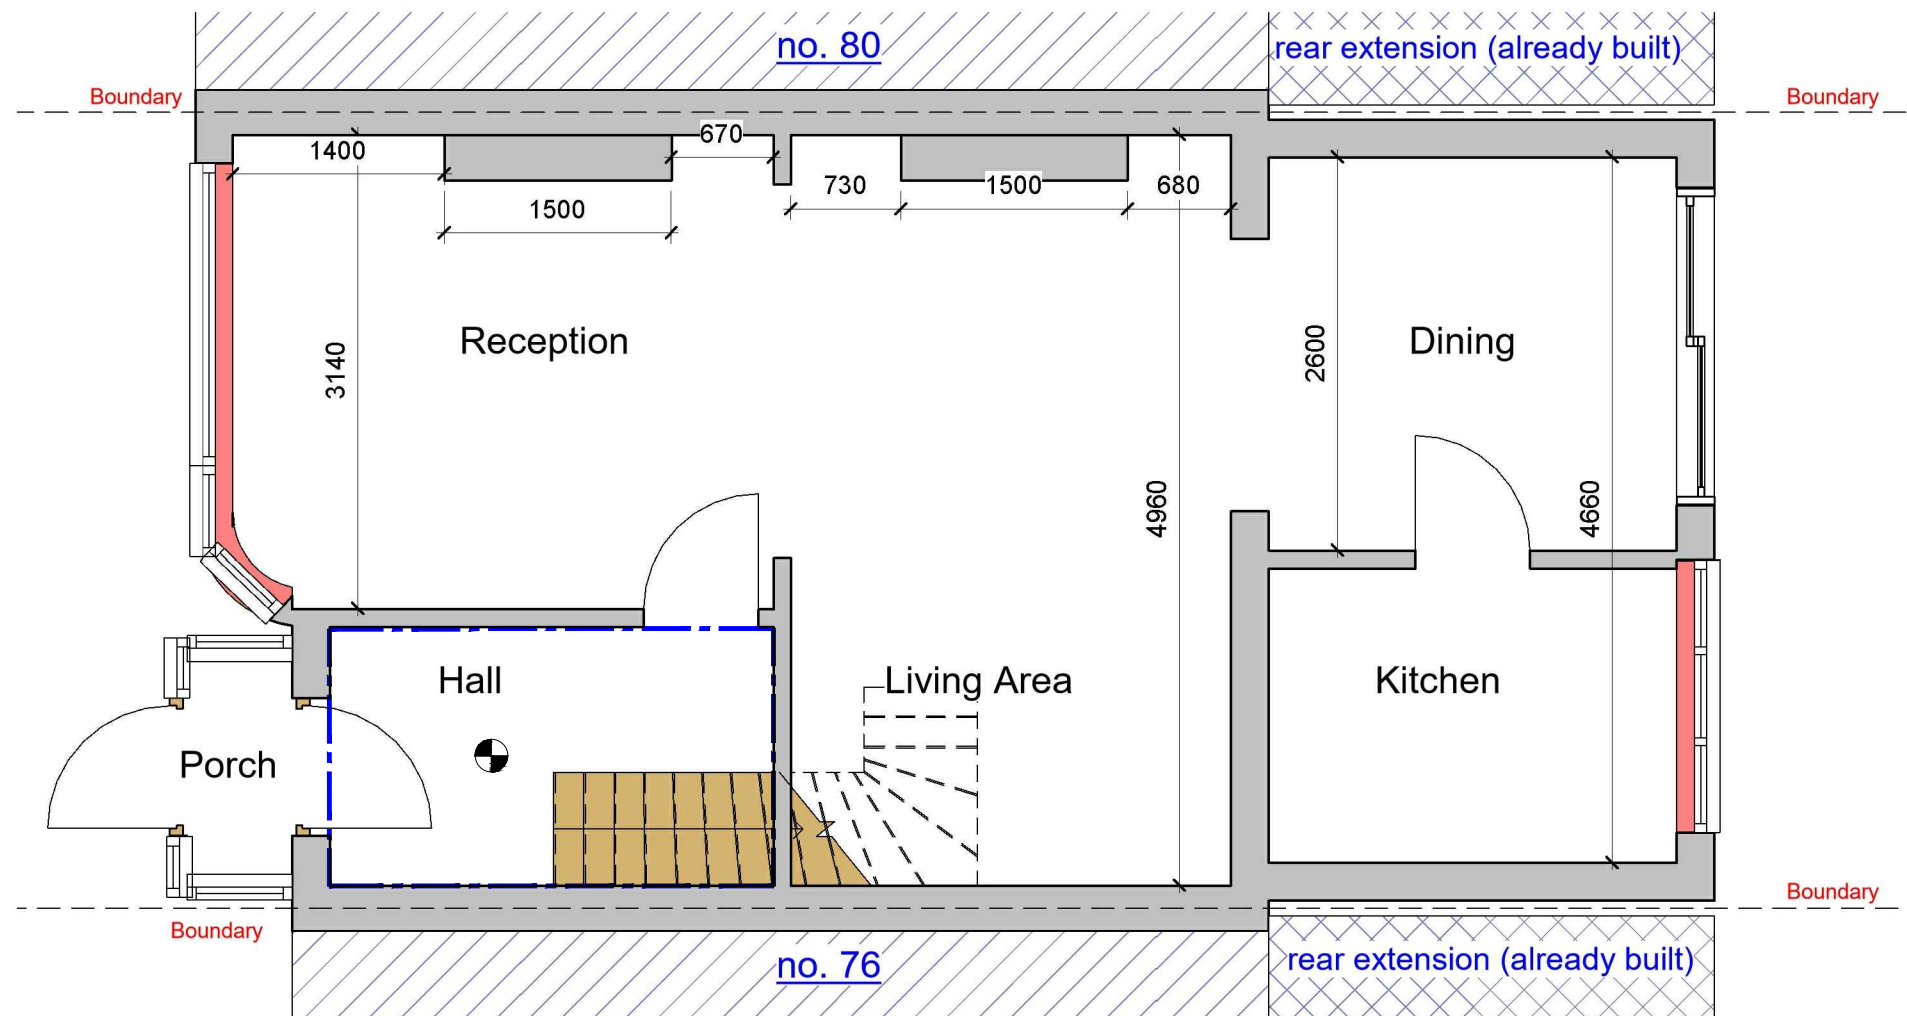 no. 80
rear extension (already built)
Boundary
Boundary
670
1400
730
1500
680
1500
Reception
3140
2600
Dining
4960
4660
Hall
Living Area
Kitchen
Porch
Boundary
Boundary
no. 76
rear extension (already built)